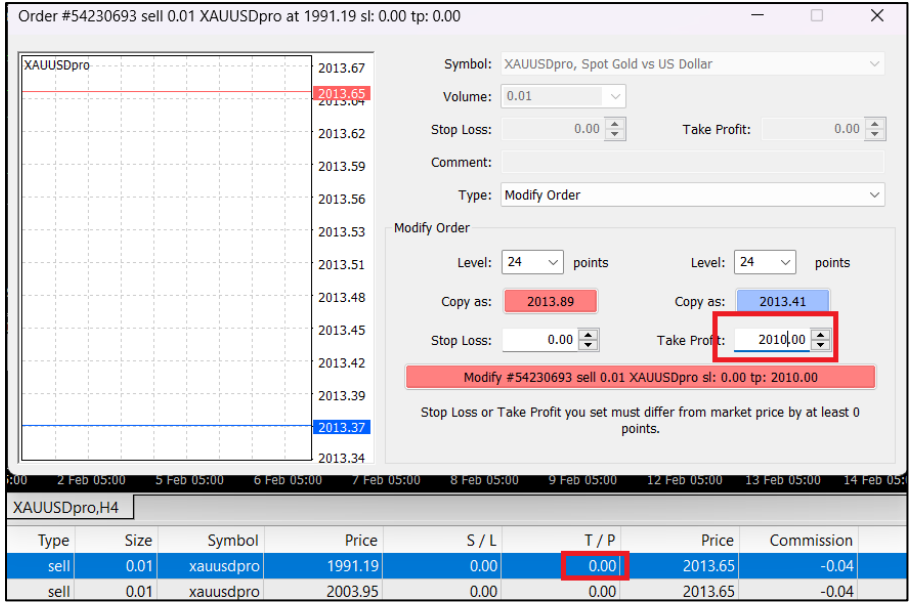 Order #54230693 sell 0.01 XAUUSDpro at 1991.19 sl: 0.00 tp: 0.00
XAUUSDpro
2013.67
2013.65
2013.64
2013.62
2013.59
2013.56
2013.53
2013.51
2013.48
2013.45
2013.42
2013.39
2013.37
2013.34
Symbol: XAUUSDpro, Spot Gold vs US Dollar
Volume: 0.01
Stop Loss: 0.00 Take Profit: 0.00
Comment:
Type: Modify Order
Modify Order
Level: 24 points Level: 24 points
Copy as: 2013.89 Copy as: 2013.41
Stop Loss: 0.00 Take Profit: 2010.00
Modify #54230693 sell 0.01 XAUUSDpro sl: 0.00 tp: 2010.00
Stop Loss or Take Profit you set must differ from market price by at least 0
points.
5:00 2 Feb 05:00 5 Feb 05:00 6 Feb 05:00 7 Feb 05:00 8 Feb 05:00 9 Feb 05:00 12 Feb 05:00 13 Feb 05:00 14 Feb 05:0
XAUUSDpro,H4
Type Size Symbol Price S / L T / P Price Commission
sell 0.01 xauusdpro 1991.19 0.00 0.00 2013.65 -0.04
sell 0.01 xauusdpro 2003.95 0.00 0.00 2013.65 -0.04